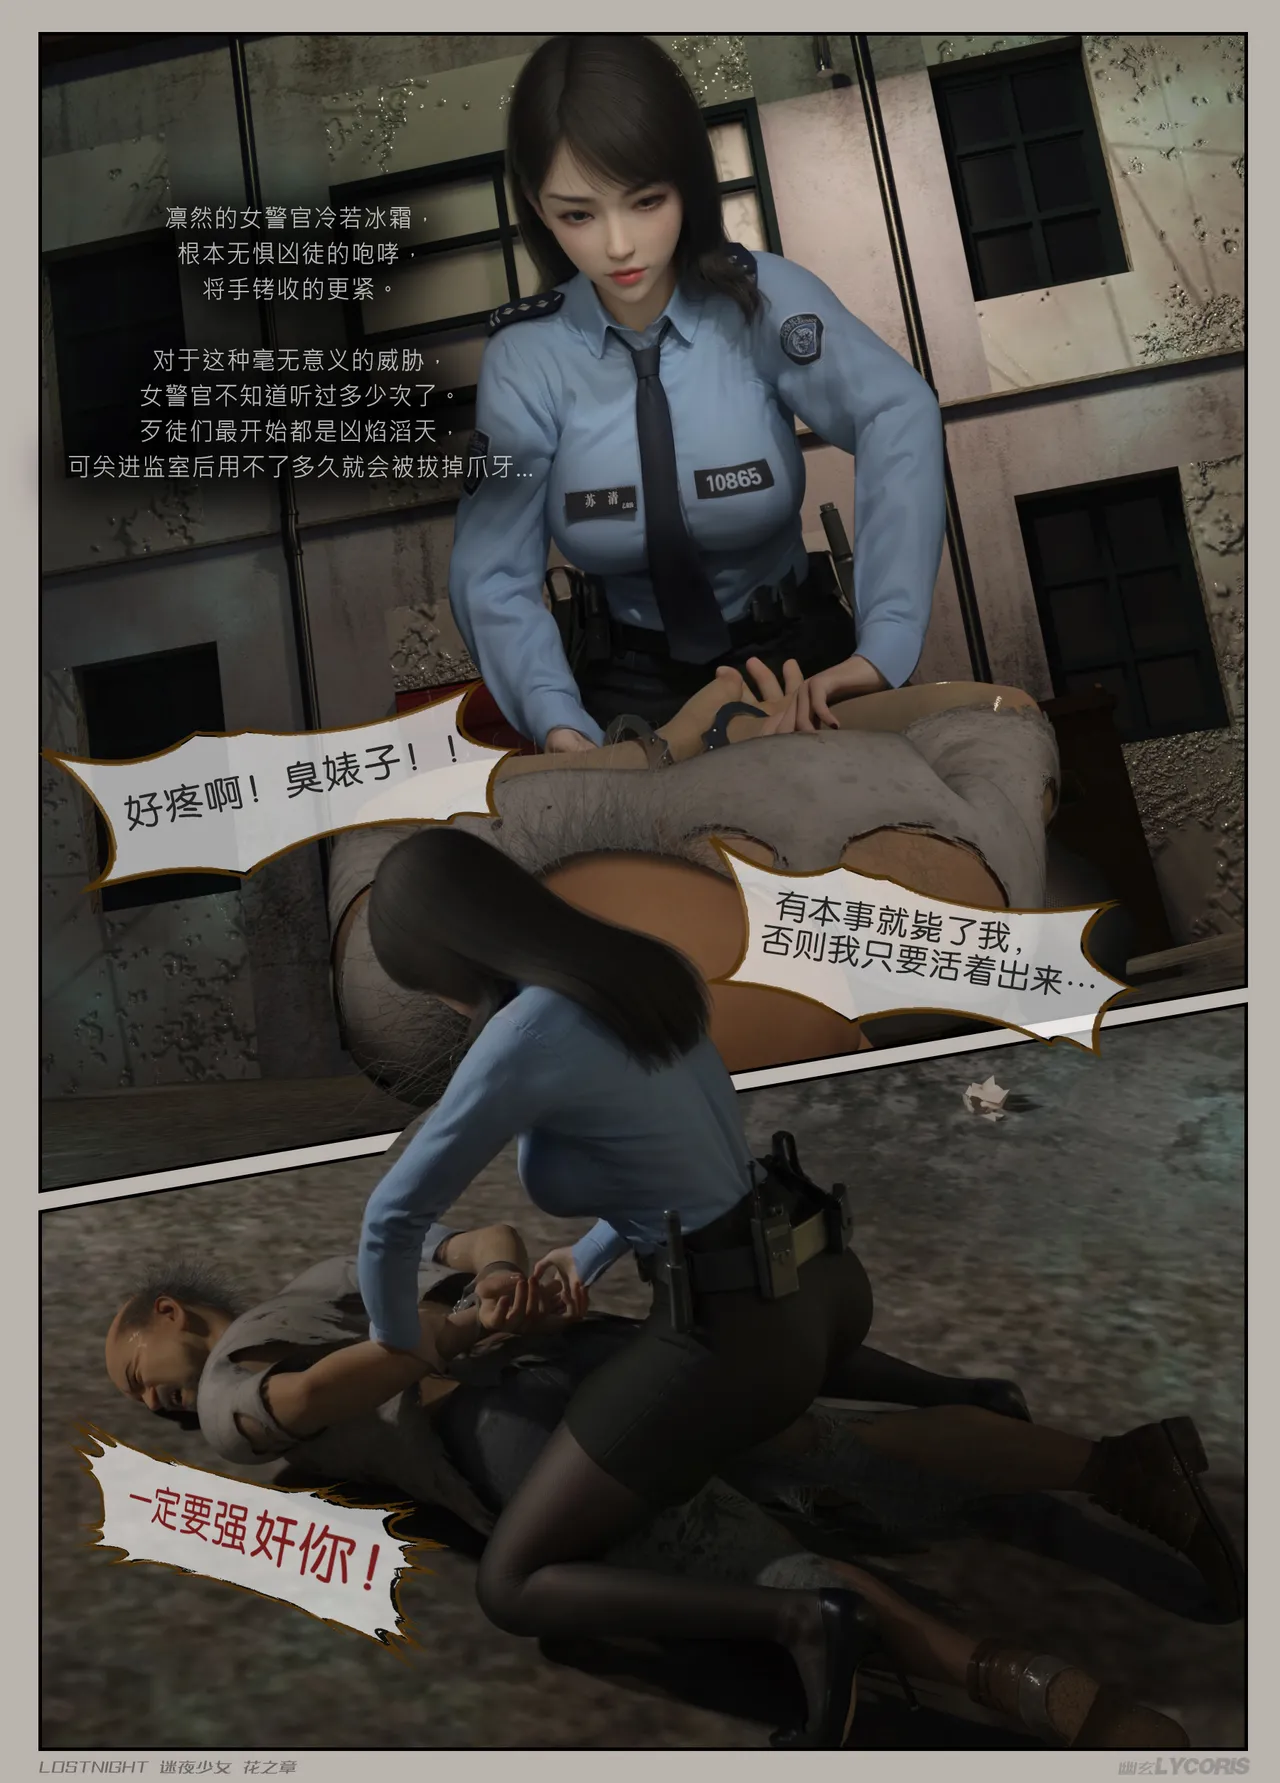 凛然的女警官冷若冰霜，
根本无惧凶徒的咆哮，
将手铐收的更紧。
对于这种毫无意义的威胁，
女警官不知道听过多少次了。
歹徒们最开始都是凶焰滔天，
可关进监室后用不了多久就会被拔掉爪牙...
苏清
10865
好疼啊！臭婊子！！
有本事就毙了我，
否则我只要活着出来…
一定要强奸你！
LOSTNIGHT 迷夜少女 花之章
幽玄LYCORIS